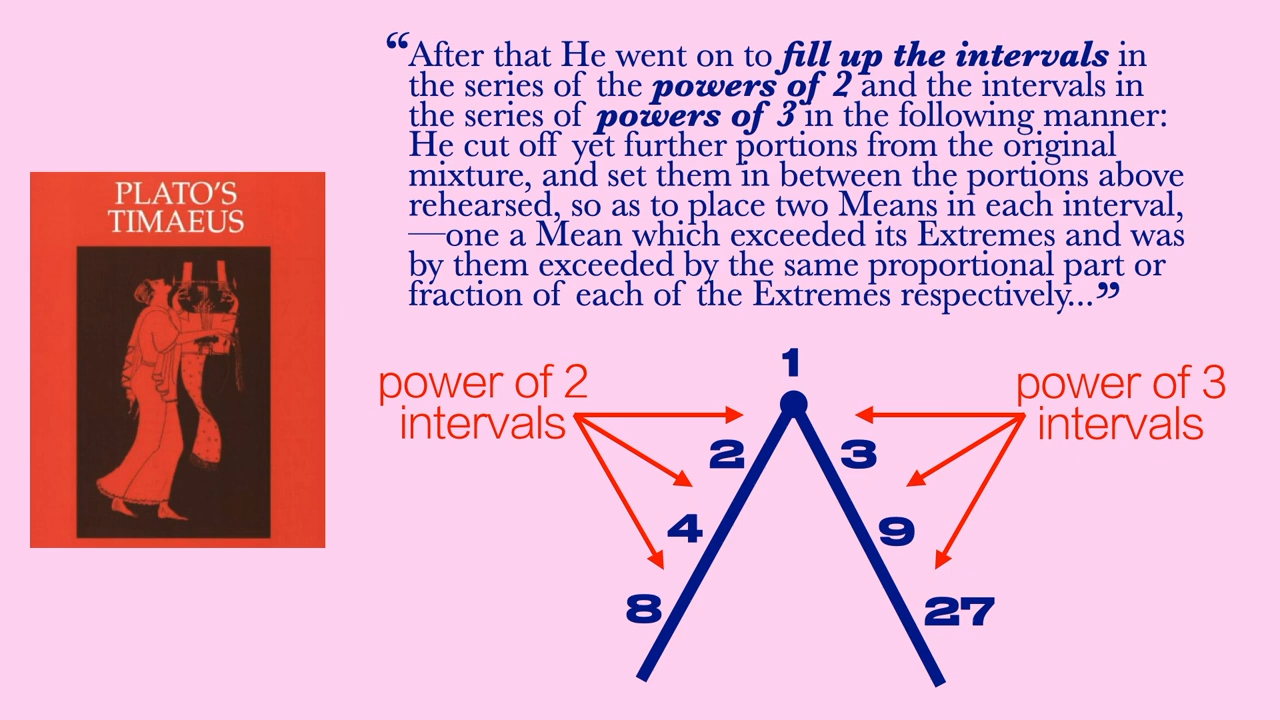 PLATO'S
TIMAEUS
“After that He went on to fill up the intervals in
the series of the powers of 2 and the intervals in
the series of powers of 3 in the following manner:
He cut off yet further portions from the original
mixture, and set them in between the portions above
rehearsed, so as to place two Means in each interval,
—one a Mean which exceeded its Extremes and was
by them exceeded by the same proportional part or
fraction of each of the Extremes respectively...”
power of 2
intervals
1
power of 3
intervals
2 3
4 9
8 27